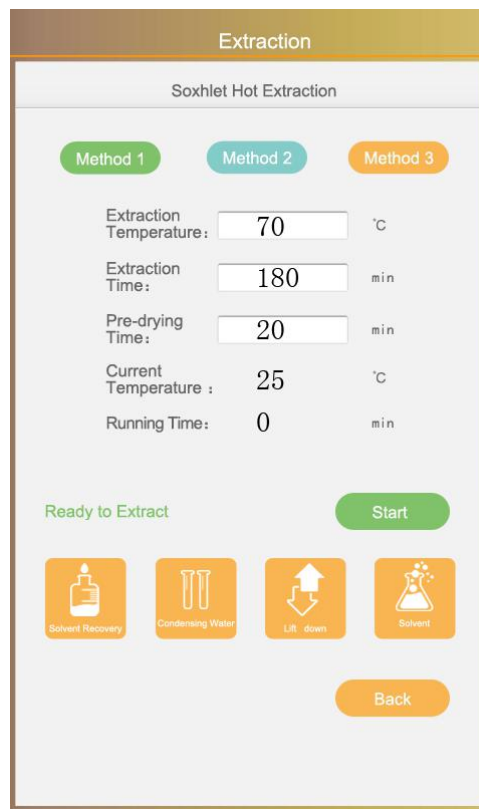 Extraction
Soxhlet Hot Extraction
Method 1 Method 2 Method 3
Extraction
Temperature: 70 °C
Extraction
Time: 180 min
Pre-drying
Time: 20 min
Current
Temperature : 25 °C
Running Time: 0 min
Ready to Extract Start
Solvent Recovery Condensing Water Lift down Solvent
Back